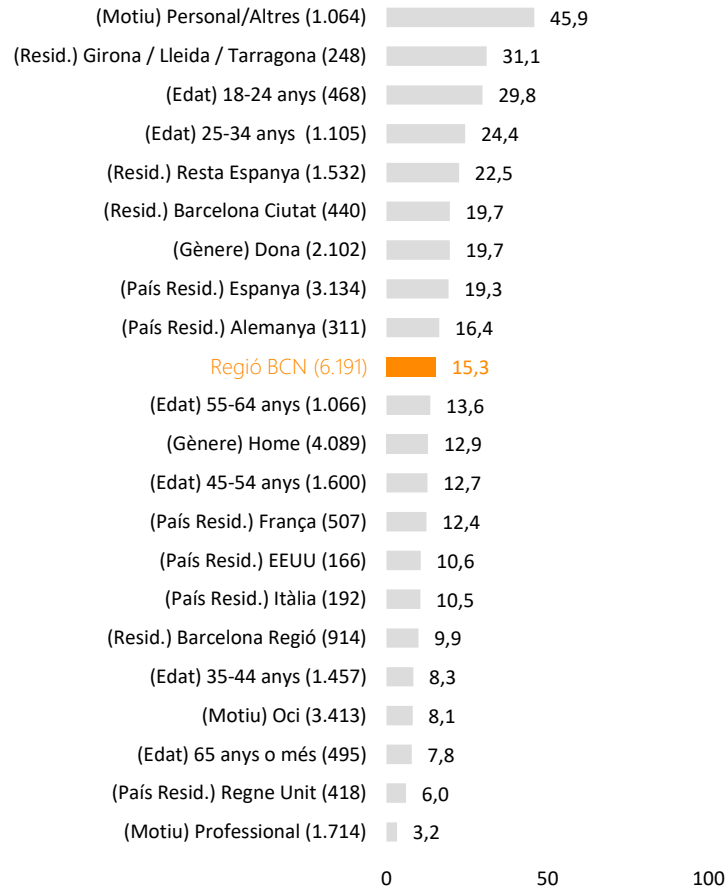 (Motiu) Personal/Altres (1.064) 45,9
(Resid.) Girona / Lleida / Tarragona (248) 31,1
(Edat) 18-24 anys (468) 29,8
(Edat) 25-34 anys (1.105) 24,4
(Resid.) Resta Espanya (1.532) 22,5
(Resid.) Barcelona Ciutat (440) 19,7
(Gènere) Dona (2.102) 19,7
(País Resid.) Espanya (3.134) 19,3
(País Resid.) Alemanya (311) 16,4
Regió BCN (6.191) 15,3
(Edat) 55-64 anys (1.066) 13,6
(Gènere) Home (4.089) 12,9
(Edat) 45-54 anys (1.600) 12,7
(País Resid.) França (507) 12,4
(País Resid.) EEUU (166) 10,6
(País Resid.) Itàlia (192) 10,5
(Resid.) Barcelona Regió (914) 9,9
(Edat) 35-44 anys (1.457) 8,3
(Motiu) Oci (3.413) 8,1
(Edat) 65 anys o més (495) 7,8
(País Resid.) Regne Unit (418) 6,0
(Motiu) Professional (1.714) 3,2
0 50 100